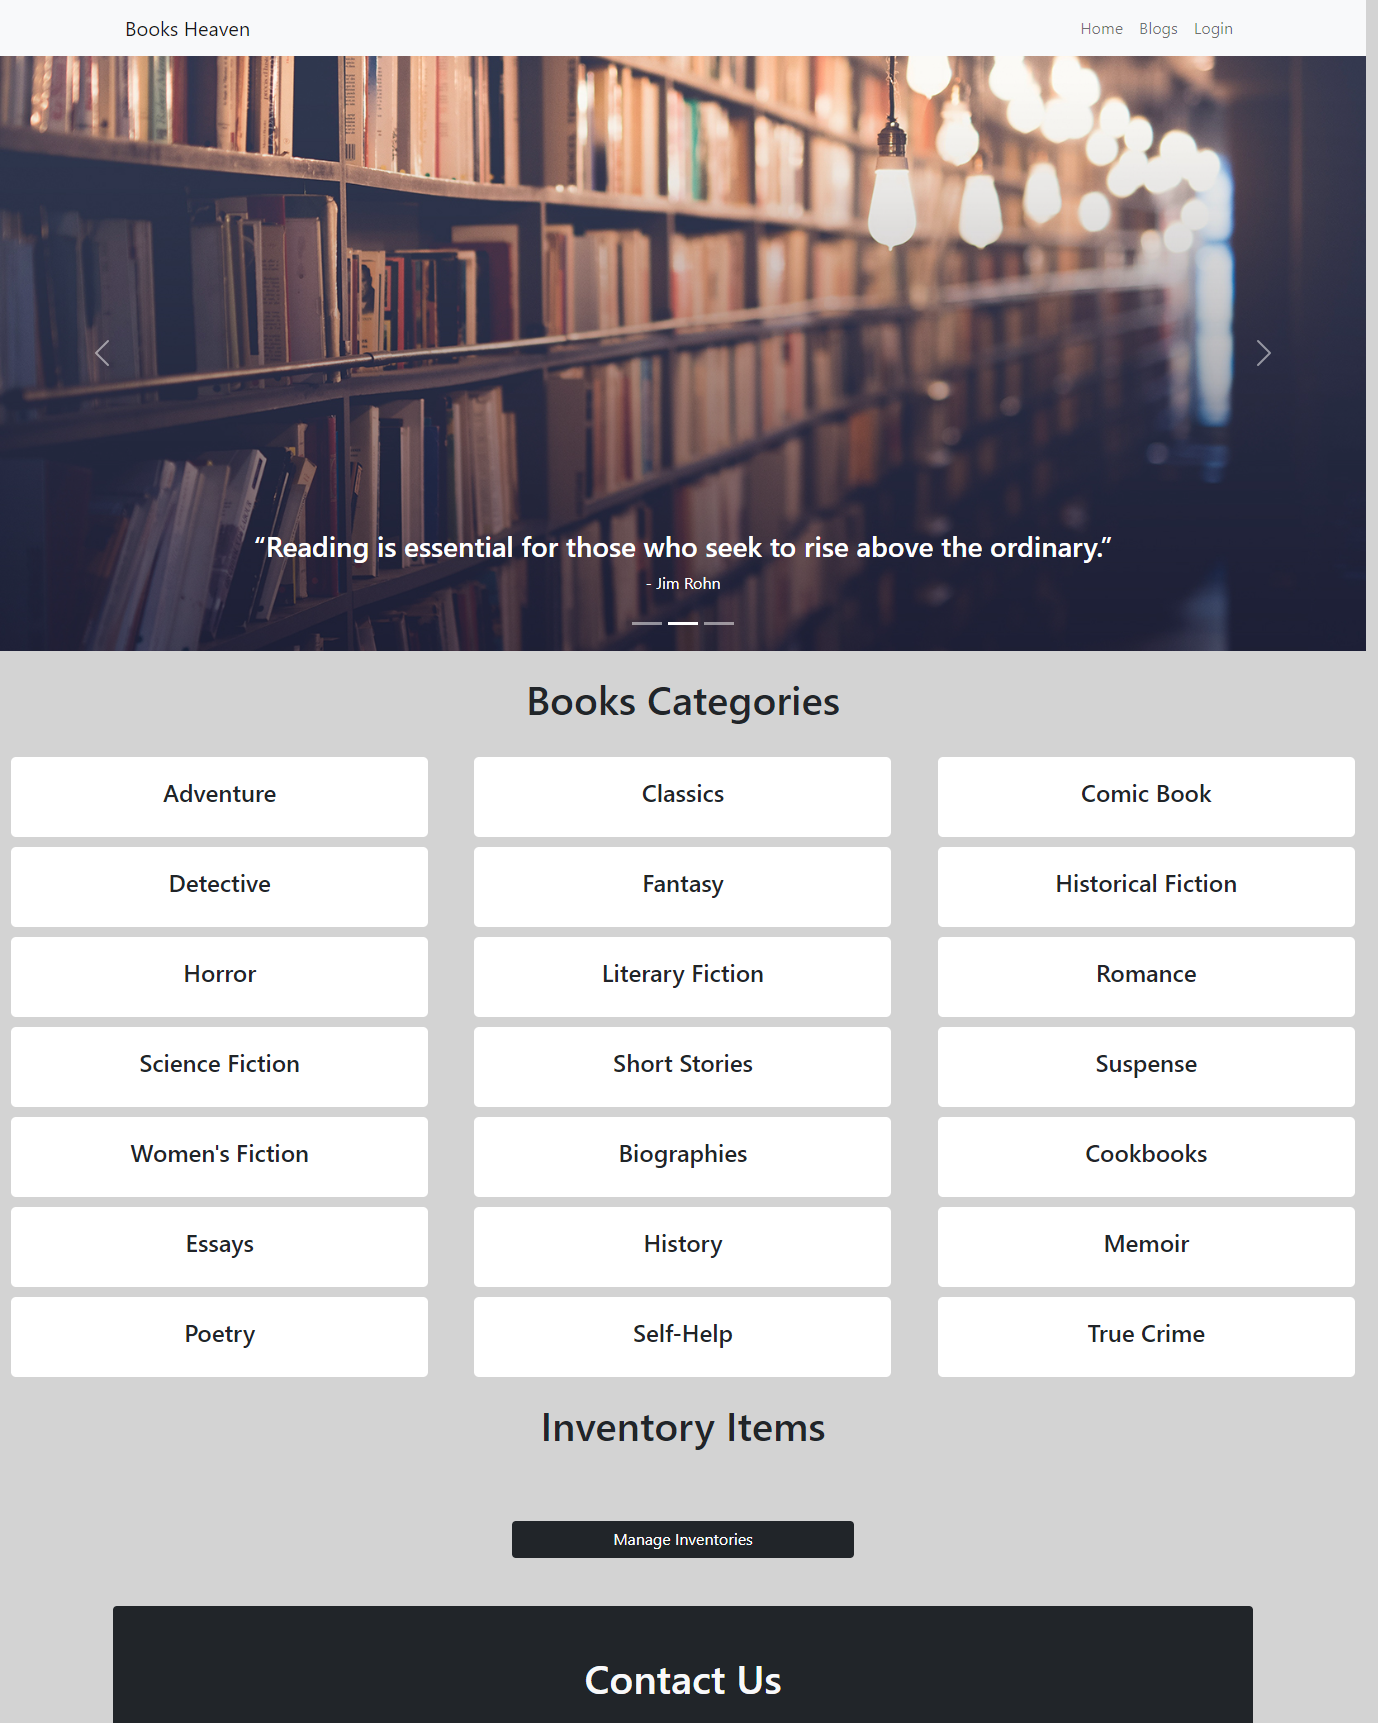 Books Heaven
Home Blogs Login
“Reading is essential for those who seek to rise above the ordinary.”
- Jim Rohn
Books Categories
Adventure
Classics
Comic Book
Detective
Fantasy
Historical Fiction
Horror
Literary Fiction
Romance
Science Fiction
Short Stories
Suspense
Women's Fiction
Biographies
Cookbooks
Essays
History
Memoir
Poetry
Self-Help
True Crime
Inventory Items
Manage Inventories
Contact Us